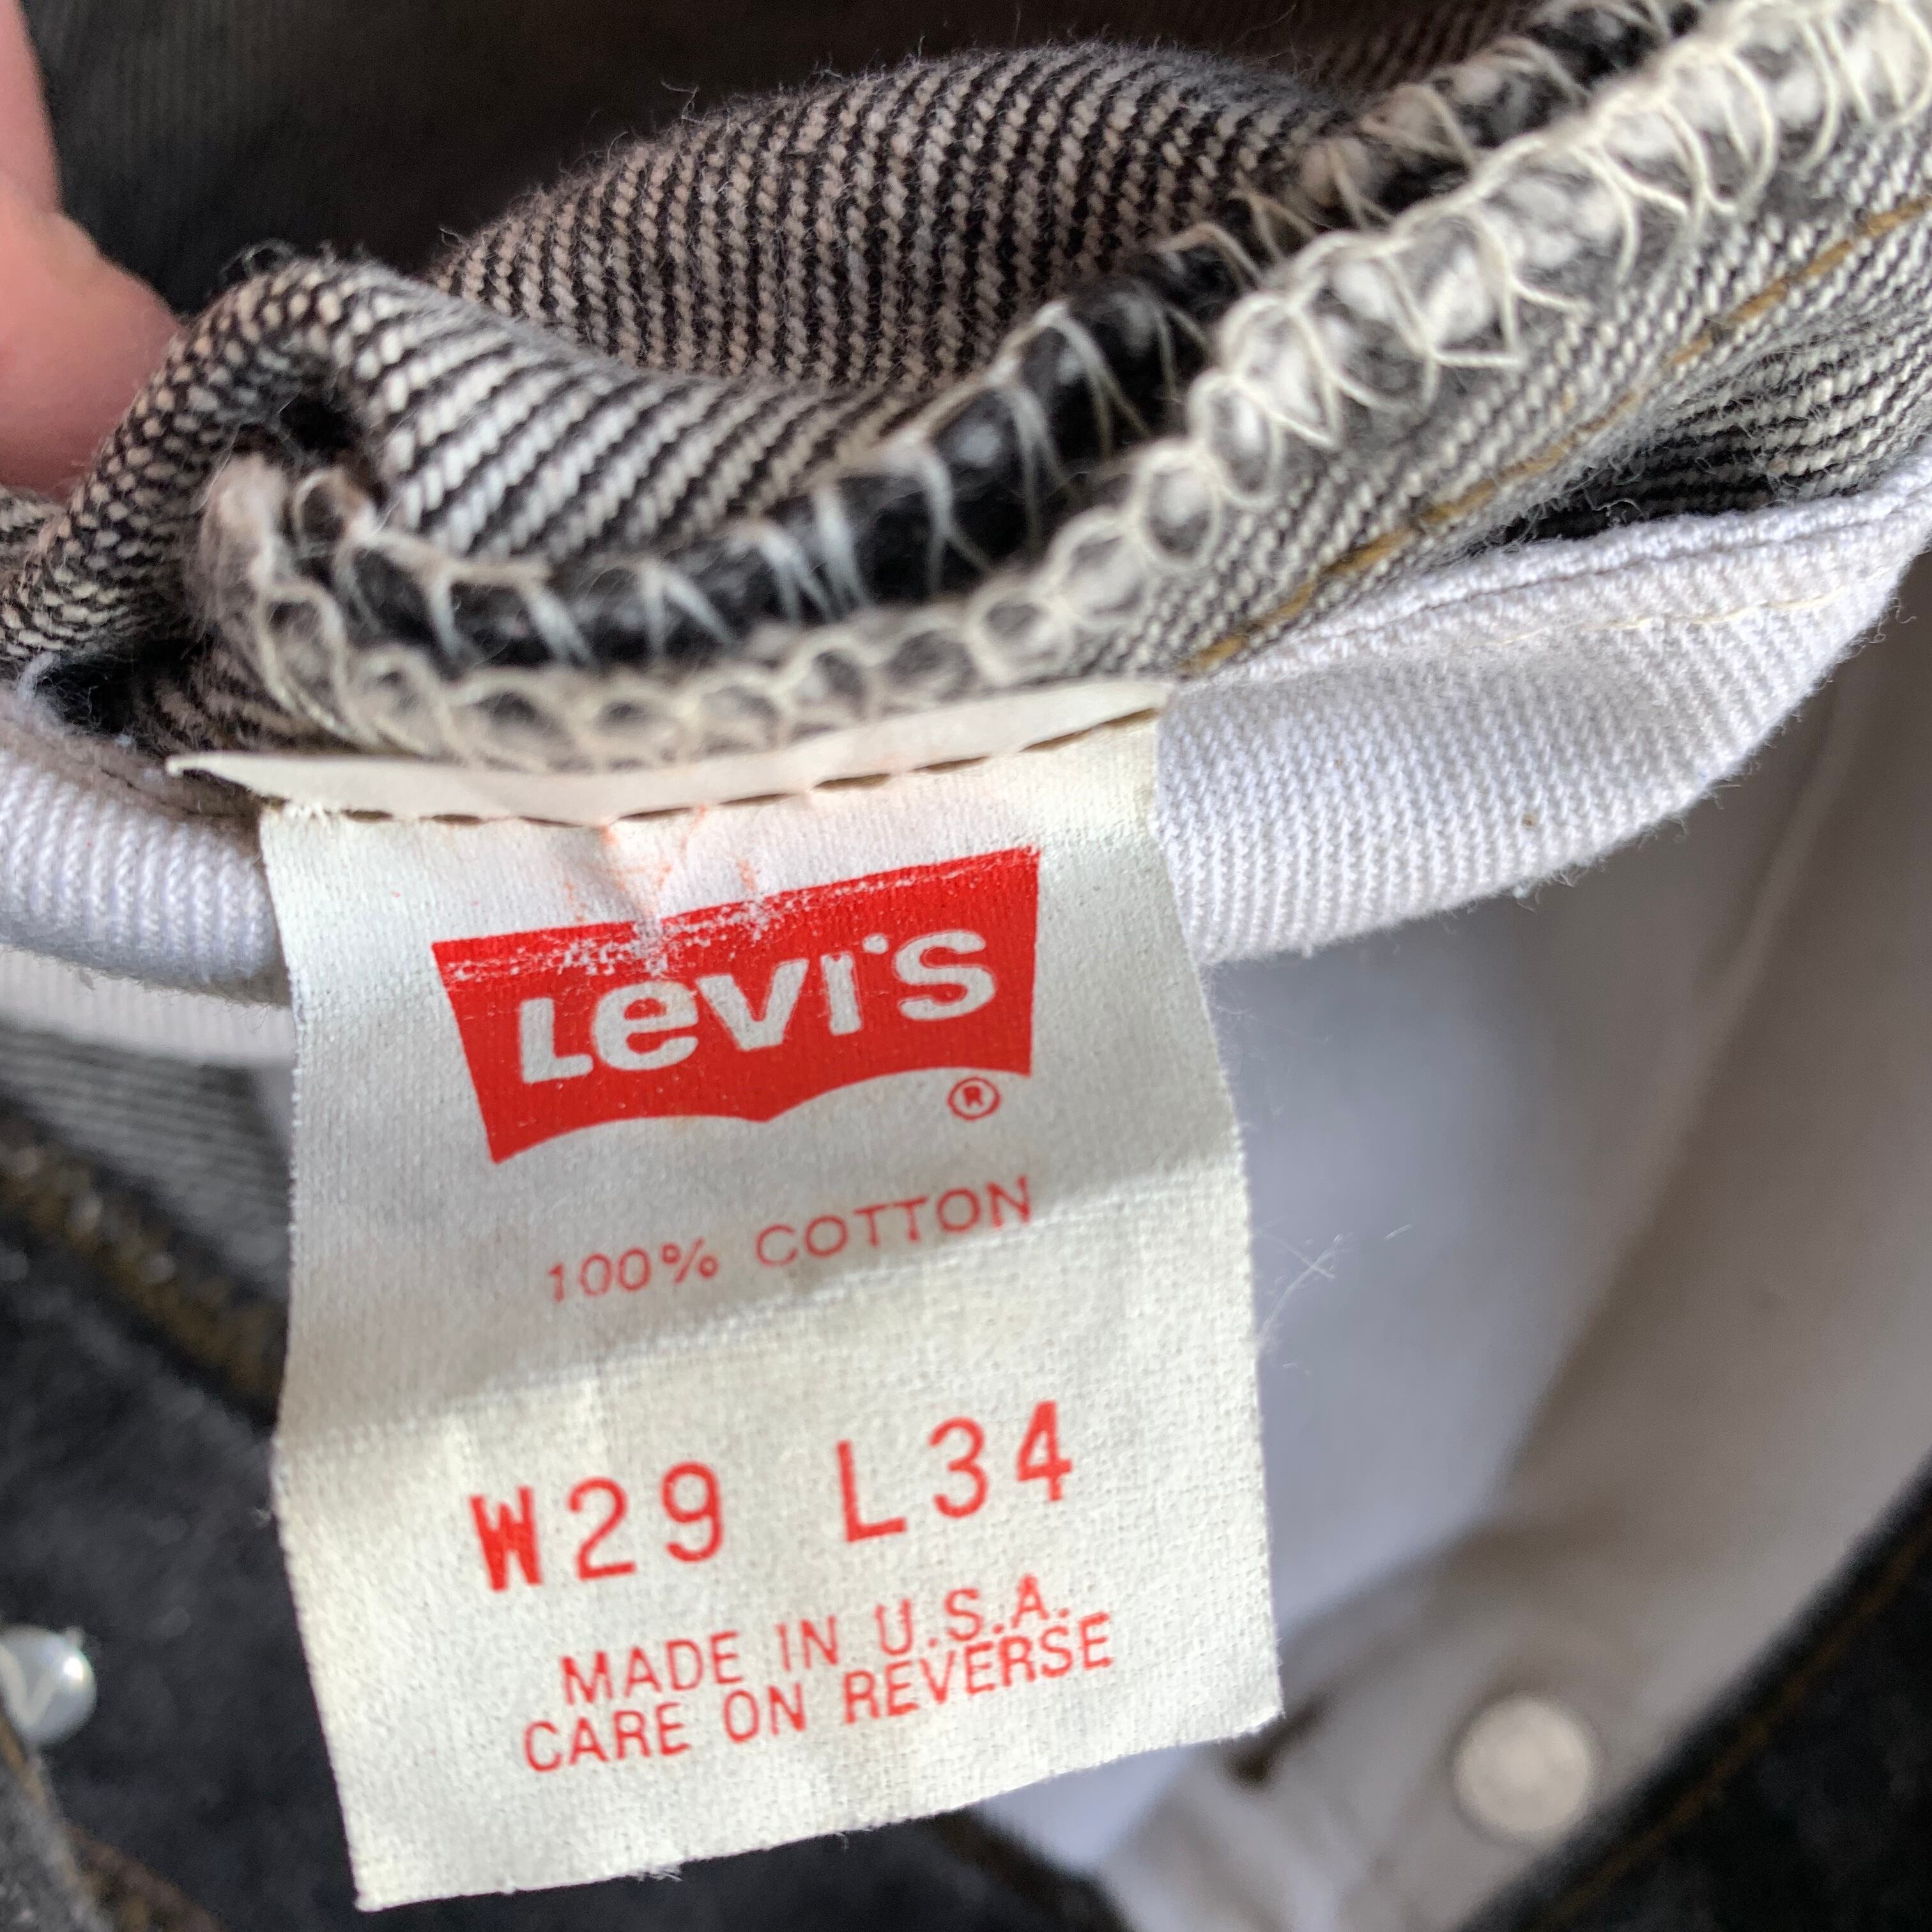 Levi's
®
100% COTTON
W29 L34
MADE IN U.S.A.
CARE ON REVERSE